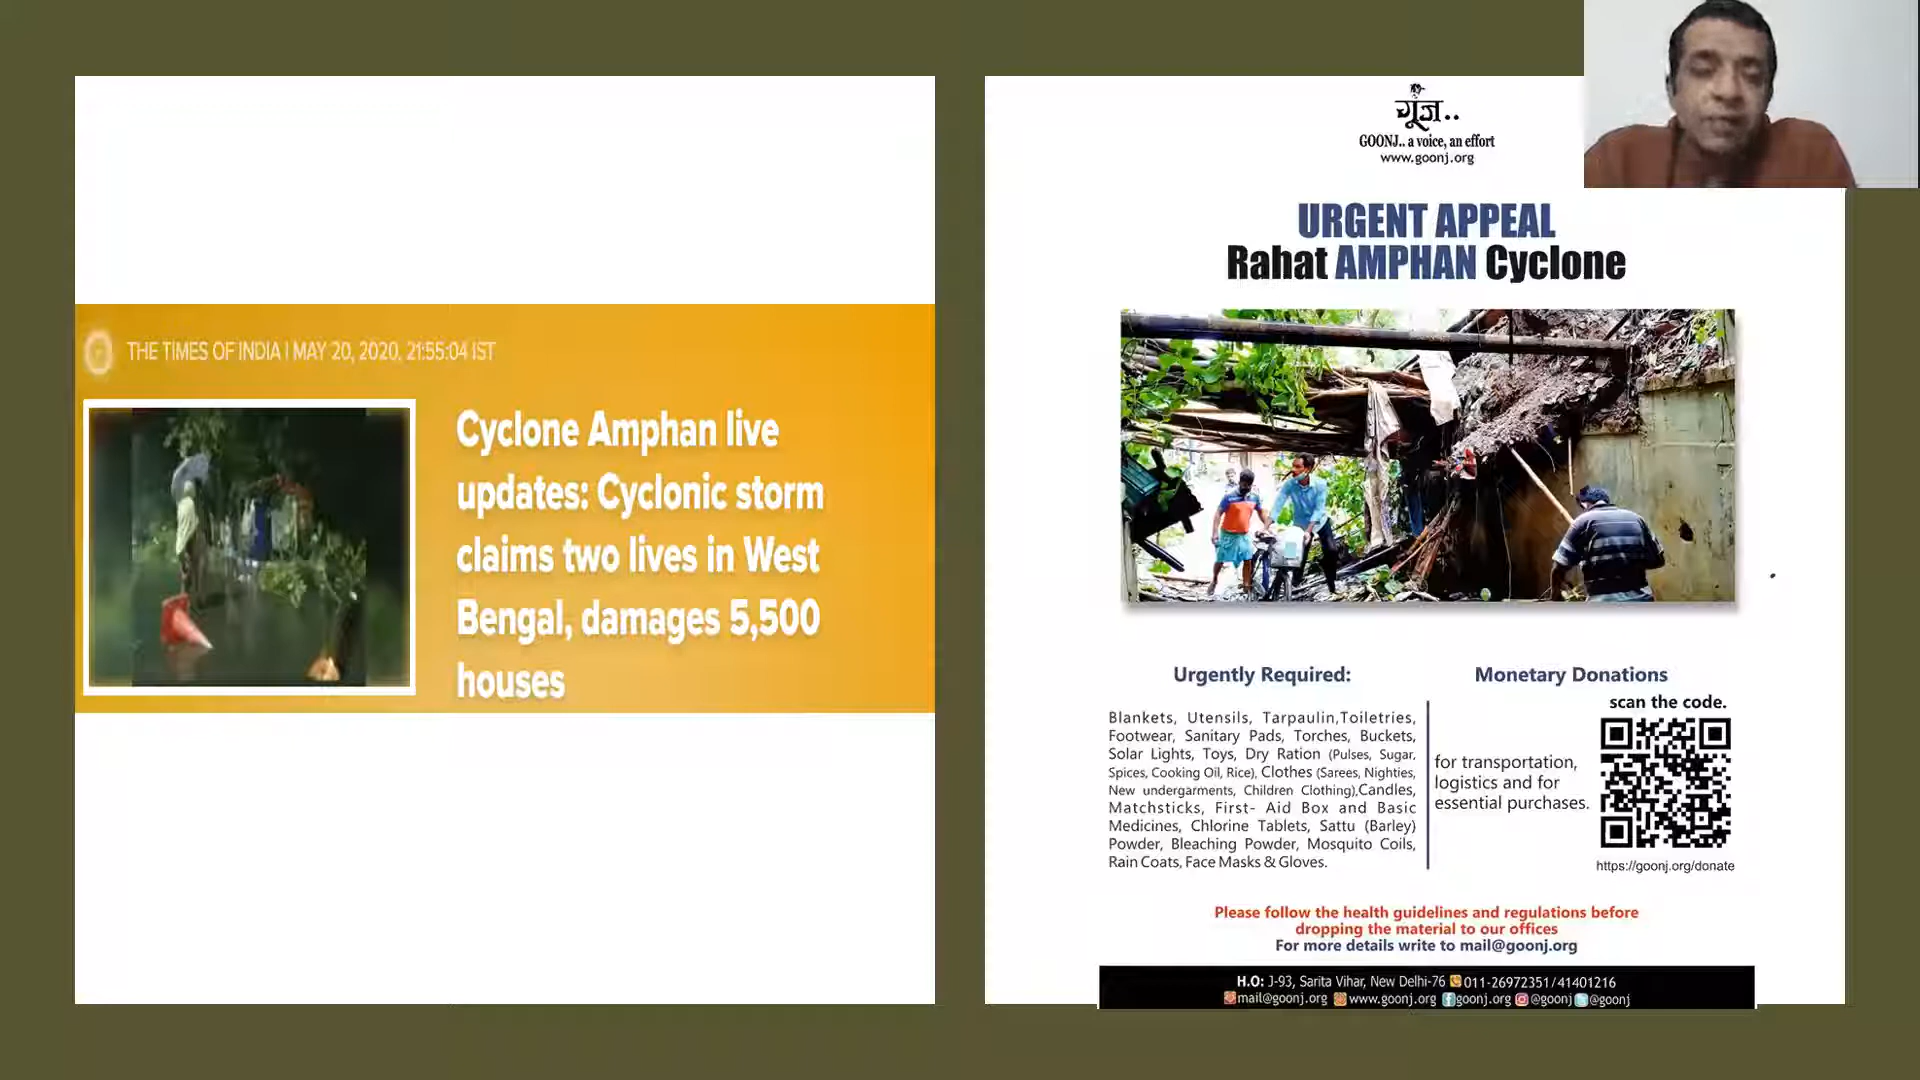 THE TIMES OF INDIA | MAY 20, 2020, 21:55:04 IST
Cyclone Amphan live
updates: Cyclonic storm
claims two lives in West
Bengal, damages 5,500
houses
गूंज..
GOONJ.. a voice, an effort
www.goonj.org
URGENT APPEAL
Rahat AMPHAN Cyclone
Urgently Required:
Blankets, Utensils, Tarpaulin,Toiletries,
Footwear, Sanitary Pads, Torches, Buckets,
Solar Lights, Toys, Dry Ration (Pulses, Sugar,
Spices, Cooking Oil, Rice), Clothes (Sarees, Nighties,
New undergarments, Children Clothing),Candles,
Matchsticks, First- Aid Box and Basic
Medicines, Chlorine Tablets, Sattu (Barley)
Powder, Bleaching Powder, Mosquito Coils,
Rain Coats, Face Masks & Gloves.
Monetary Donations
scan the code.
for transportation,
logistics and for
essential purchases.
https://goonj.org/donate
Please follow the health guidelines and regulations before
dropping the material to our offices
For more details write to mail@goonj.org
H.O: J-93, Sarita Vihar, New Delhi-76 011-26972351/41401216
mail@goonj.org www.goonj.org goonj.org @goonj @goonj